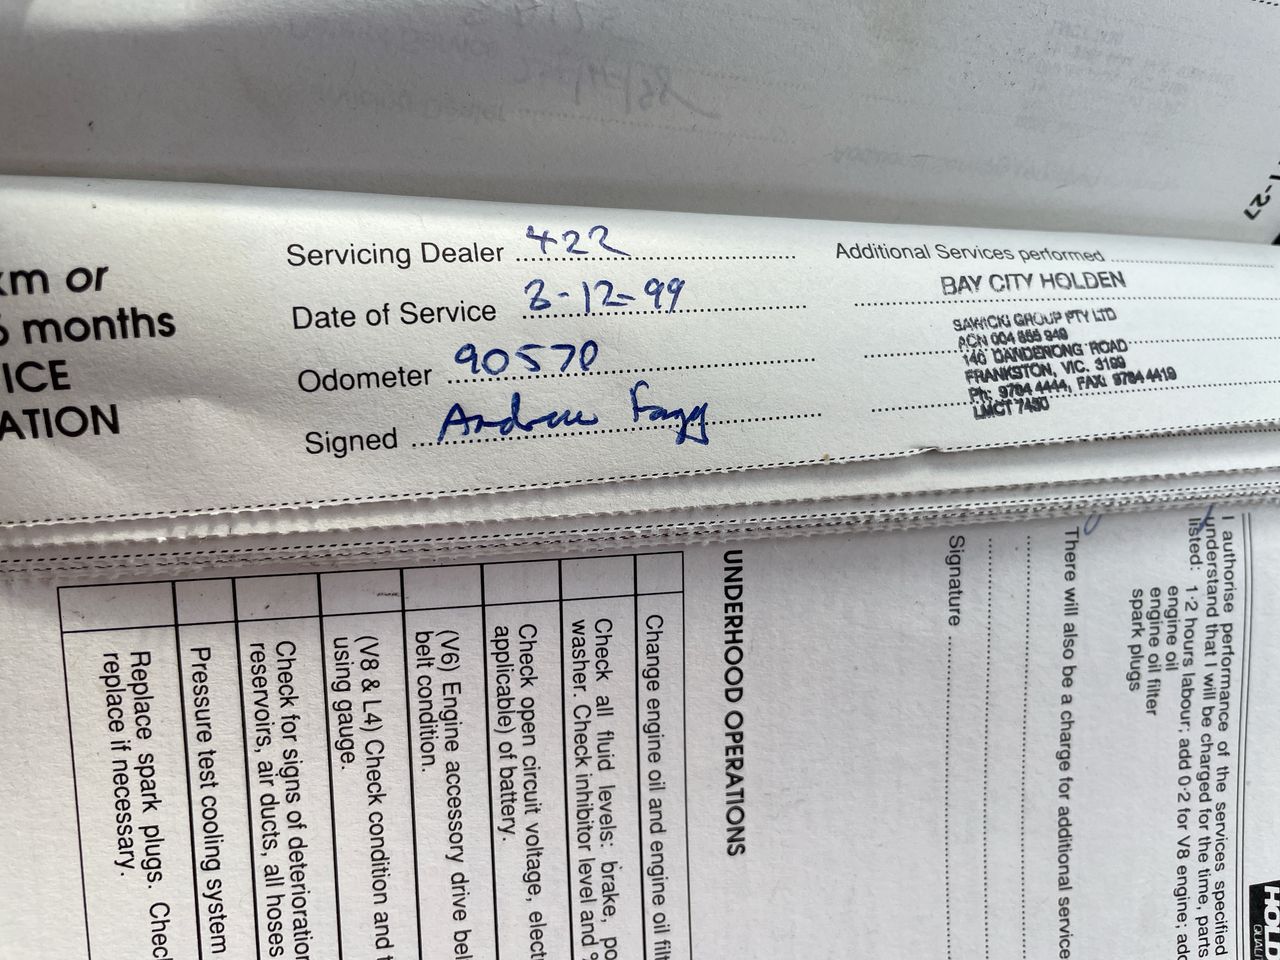 km or
6 months
ICE
ATION
Servicing Dealer 422
Date of Service 3-12-99
Odometer 90570
Signed Andrew Fagg
Additional Services performed
BAY CITY HOLDEN
SAWICKI GROUP PTY LTD
ACN 004 855 949
140 DANDENONG ROAD
FRANKSTON, VIC. 3199
Ph: 9784 4444, FAX: 9784 4419
LMCT 7450
I authorise performance of the services specified
understand that I will be charged for the time, parts
listed: 1·2 hours labour; add 0·2 for V8 engine; add
engine oil
engine oil filter
spark plugs
There will also be a charge for additional service
Signature
UNDERHOOD OPERATIONS
Change engine oil and engine oil filt
Check all fluid levels: brake, po
washer. Check inhibitor level and
Check open circuit voltage, elect
applicable) of battery.
(V6) Engine accessory drive bel
belt condition.
(V8 & L4) Check condition and t
using gauge.
Check for signs of deterioration
reservoirs, air ducts, all hoses
Pressure test cooling system
Replace spark plugs. Chec
replace if necessary.
HOLD
QUALI